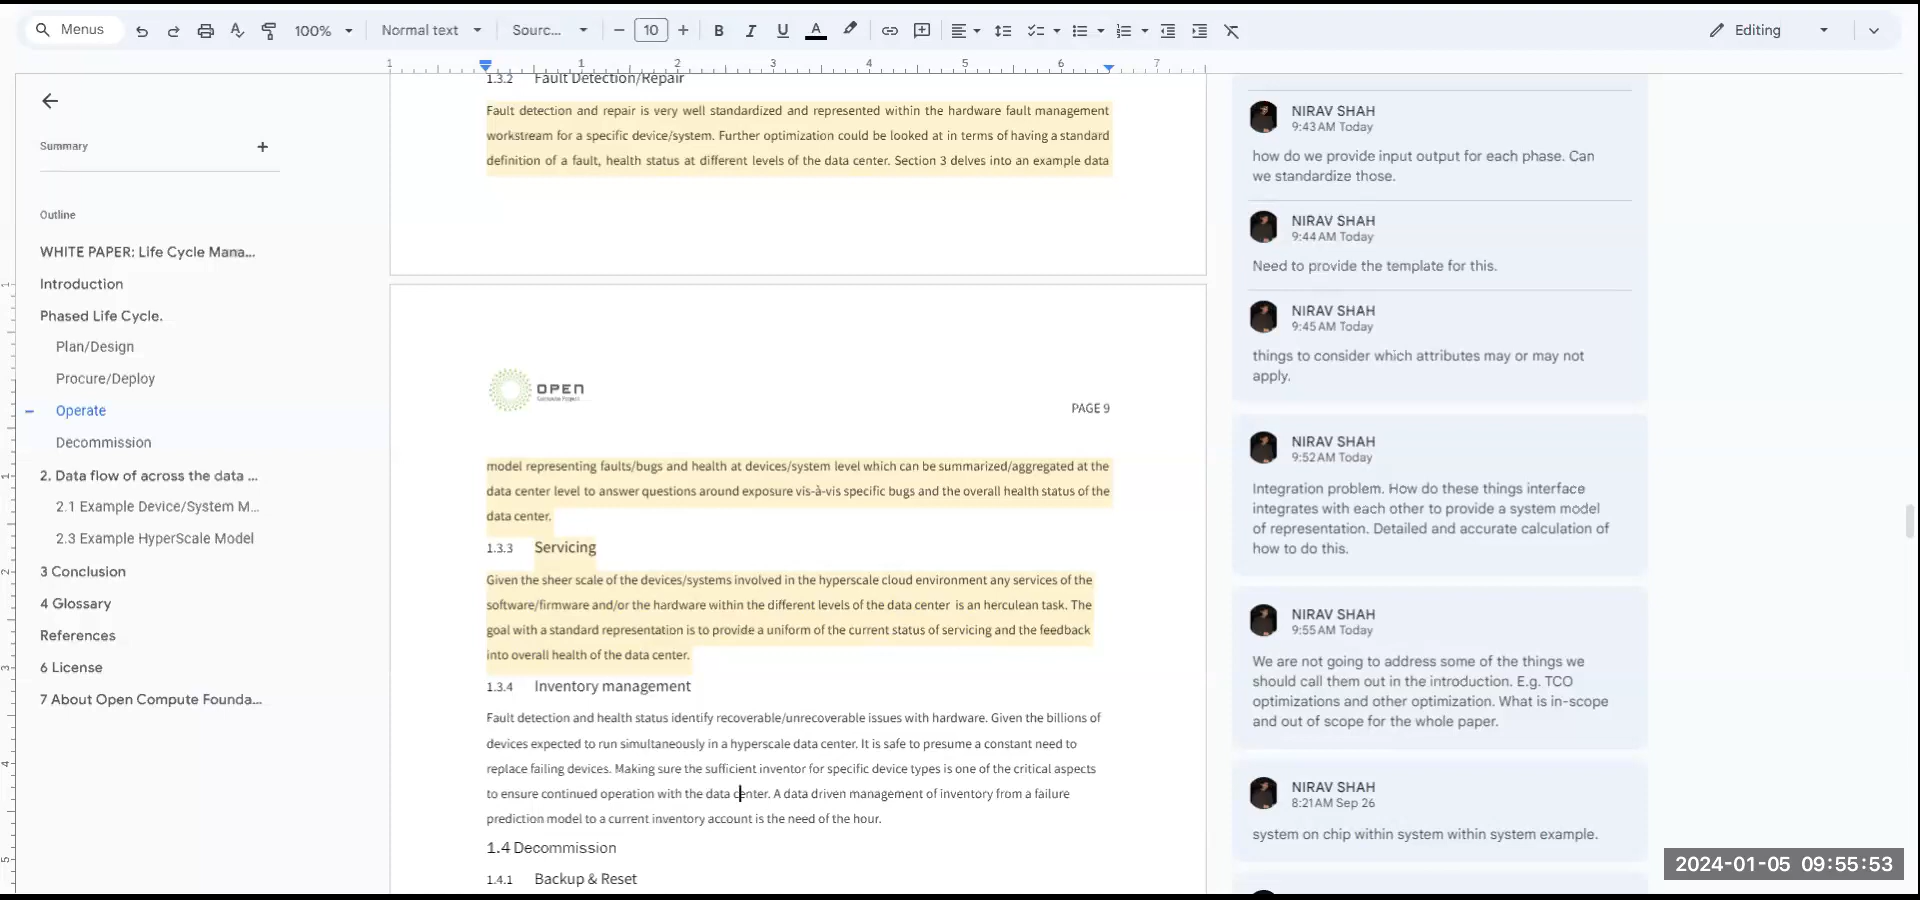 Menus
100%
Normal text
Sourc...
10
B
I
U
A
Editing
1 1 2 3 4 5 6 7
Summary
Outline
WHITE PAPER: Life Cycle Mana...
Introduction
Phased Life Cycle.
Plan/Design
Procure/Deploy
Operate
Decommission
2. Data flow of across the data ...
2.1 Example Device/System M...
2.3 Example HyperScale Model
3 Conclusion
4 Glossary
References
6 License
7 About Open Compute Founda...
1
1
2
3
4
5
1.3.2 Fault Detection/Repair
Fault detection and repair is very well standardized and represented within the hardware fault management
workstream for a specific device/system. Further optimization could be looked at in terms of having a standard
definition of a fault, health status at different levels of the data center. Section 3 delves into an example data
OPEN
Compute Project
PAGE 9
model representing faults/bugs and health at devices/system level which can be summarized/aggregated at the
data center level to answer questions around exposure vis-à-vis specific bugs and the overall health status of the
data center.
1.3.3 Servicing
Given the sheer scale of the devices/systems involved in the hyperscale cloud environment any services of the
software/firmware and/or the hardware within the different levels of the data center is an herculean task. The
goal with a standard representation is to provide a uniform of the current status of servicing and the feedback
into overall health of the data center.
1.3.4 Inventory management
Fault detection and health status identify recoverable/unrecoverable issues with hardware. Given the billions of
devices expected to run simultaneously in a hyperscale data center. It is safe to presume a constant need to
replace failing devices. Making sure the sufficient inventor for specific device types is one of the critical aspects
to ensure continued operation with the data center. A data driven management of inventory from a failure
prediction model to a current inventory account is the need of the hour.
1.4 Decommission
1.4.1 Backup & Reset
NIRAV SHAH
9:43 AM Today
how do we provide input output for each phase. Can
we standardize those.
NIRAV SHAH
9:44 AM Today
Need to provide the template for this.
NIRAV SHAH
9:45 AM Today
things to consider which attributes may or may not
apply.
NIRAV SHAH
9:52 AM Today
Integration problem. How do these things interface
integrates with each other to provide a system model
of representation. Detailed and accurate calculation of
how to do this.
NIRAV SHAH
9:55 AM Today
We are not going to address some of the things we
should call them out in the introduction. E.g. TCO
optimizations and other optimization. What is in-scope
and out of scope for the whole paper.
NIRAV SHAH
8:21 AM Sep 26
system on chip within system within system example.
2024-01-05 09:55:53